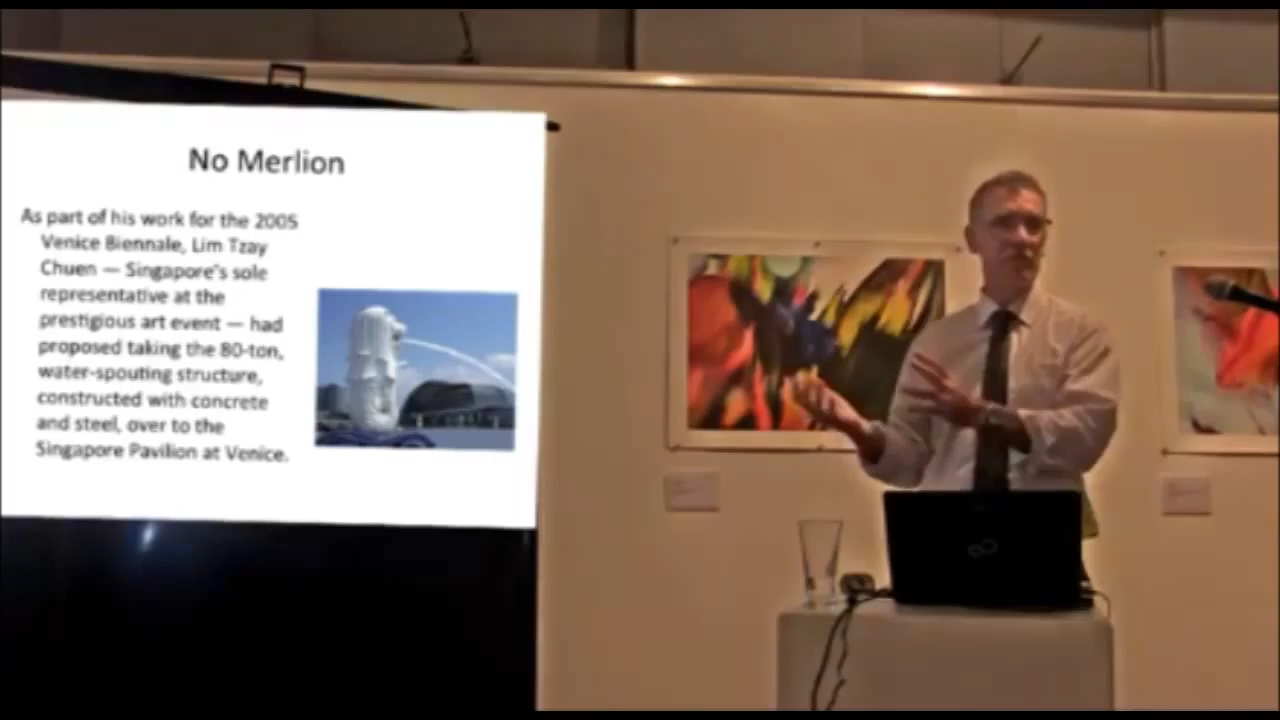 No Merlion
As part of his work for the 2005
Venice Biennale, Lim Tzay
Chuen — Singapore's sole
representative at the
prestigious art event — had
proposed taking the 80-ton,
water-spouting structure,
constructed with concrete
and steel, over to the
Singapore Pavilion at Venice.